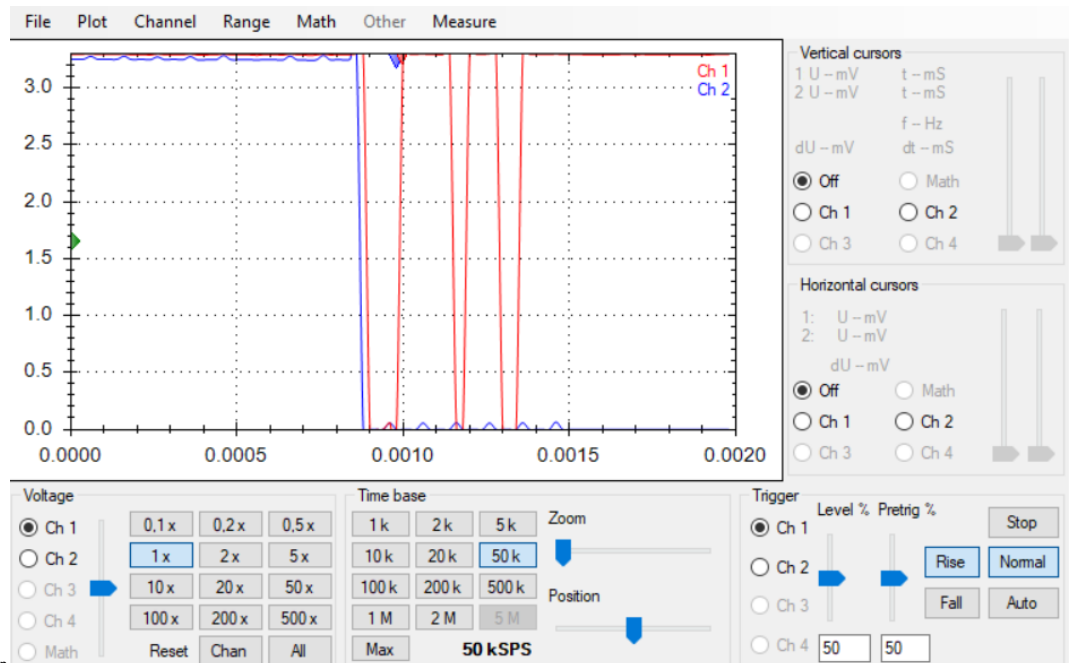 File Plot Channel Range Math Other Measure
Ch 1
Ch 2
3.0
2.5
2.0
1.5
1.0
0.5
0.0
0.0000 0.0005 0.0010 0.0015 0.0020
Vertical cursors
1 U -- mV t -- mS
2 U -- mV t -- mS
f -- Hz
dU -- mV dt -- mS
Off Math
Ch 1 Ch 2
Ch 3 Ch 4
Horizontal cursors
1: U -- mV
2: U -- mV
dU -- mV
Off Math
Ch 1 Ch 2
Ch 3 Ch 4
Voltage
Ch 1 0,1 x 0,2 x 0,5 x
Ch 2 1 x 2 x 5 x
Ch 3 10 x 20 x 50 x
Ch 4 100 x 200 x 500 x
Math Reset Chan All
Time base
1 k 2 k 5 k Zoom
10 k 20 k 50 k
100 k 200 k 500 k Position
1 M 2 M 5 M
Max 50 kSPS
Trigger
Level % Pretrig %
Ch 1 Stop
Ch 2 Rise Normal
Ch 3 Fall Auto
Ch 4 50 50